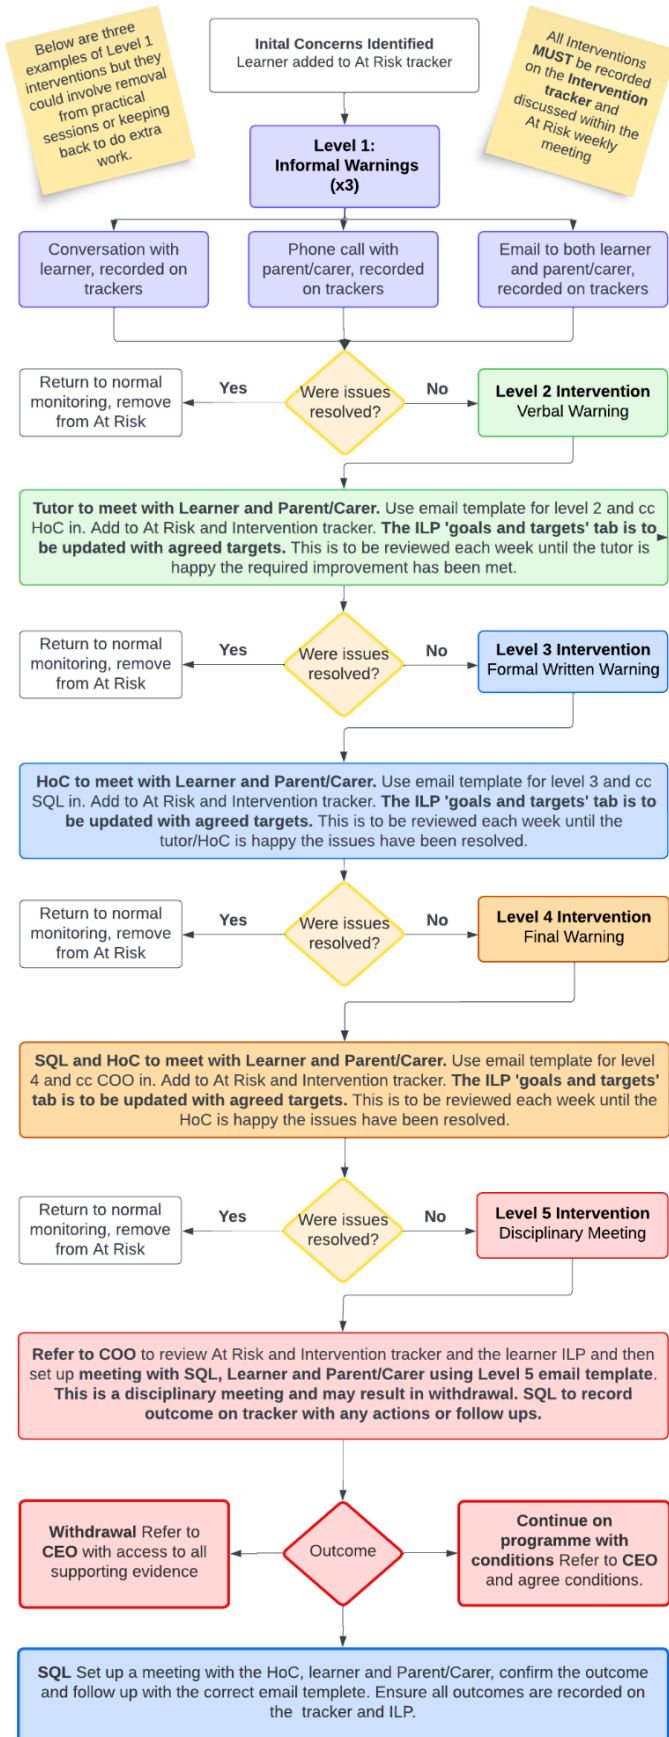 Below are three
examples of Level 1
interventions but they
could involve removal
from practical
sessions or keeping
back to do extra
work.
Inital Concerns Identified
Learner added to At Risk tracker
All Interventions
MUST be recorded
on the Intervention
tracker and
discussed within the
At Risk weekly
meeting
Level 1:
Informal Warnings
(x3)
Conversation with
learner, recorded on
trackers
Phone call with
parent/carer, recorded
on trackers
Email to both learner
and parent/carer,
recorded on trackers
Return to normal
monitoring, remove
from At Risk
Yes
Were issues
resolved?
No
Level 2 Intervention
Verbal Warning
Tutor to meet with Learner and Parent/Carer. Use email template for level 2 and cc
HoC in. Add to At Risk and Intervention tracker. The ILP 'goals and targets' tab is to
be updated with agreed targets. This is to be reviewed each week until the tutor is
happy the required improvement has been met.
Return to normal
monitoring, remove
from At Risk
Yes
Were issues
resolved?
No
Level 3 Intervention
Formal Written Warning
HoC to meet with Learner and Parent/Carer. Use email template for level 3 and cc
SQL in. Add to At Risk and Intervention tracker. The ILP 'goals and targets' tab is to
be updated with agreed targets. This is to be reviewed each week until the
tutor/HoC is happy the issues have been resolved.
Return to normal
monitoring, remove
from At Risk
Yes
Were issues
resolved?
No
Level 4 Intervention
Final Warning
SQL and HoC to meet with Learner and Parent/Carer. Use email template for level
4 and cc COO in. Add to At Risk and Intervention tracker. The ILP 'goals and targets'
tab is to be updated with agreed targets. This is to be reviewed each week until the
HoC is happy the issues have been resolved.
Return to normal
monitoring, remove
from At Risk
Yes
Were issues
resolved?
No
Level 5 Intervention
Disciplinary Meeting
Refer to COO to review At Risk and Intervention tracker and the learner ILP and then
set up meeting with SQL, Learner and Parent/Carer using Level 5 email template.
This is a disciplinary meeting and may result in withdrawal. SQL to record
outcome on tracker with any actions or follow ups.
Withdrawal Refer to
CEO with access to all
supporting evidence
Outcome
Continue on
programme with
conditions Refer to CEO
and agree conditions.
SQL Set up a meeting with the HoC, learner and Parent/Carer, confirm the outcome
and follow up with the correct email templete. Ensure all outcomes are recorded on
the tracker and ILP.